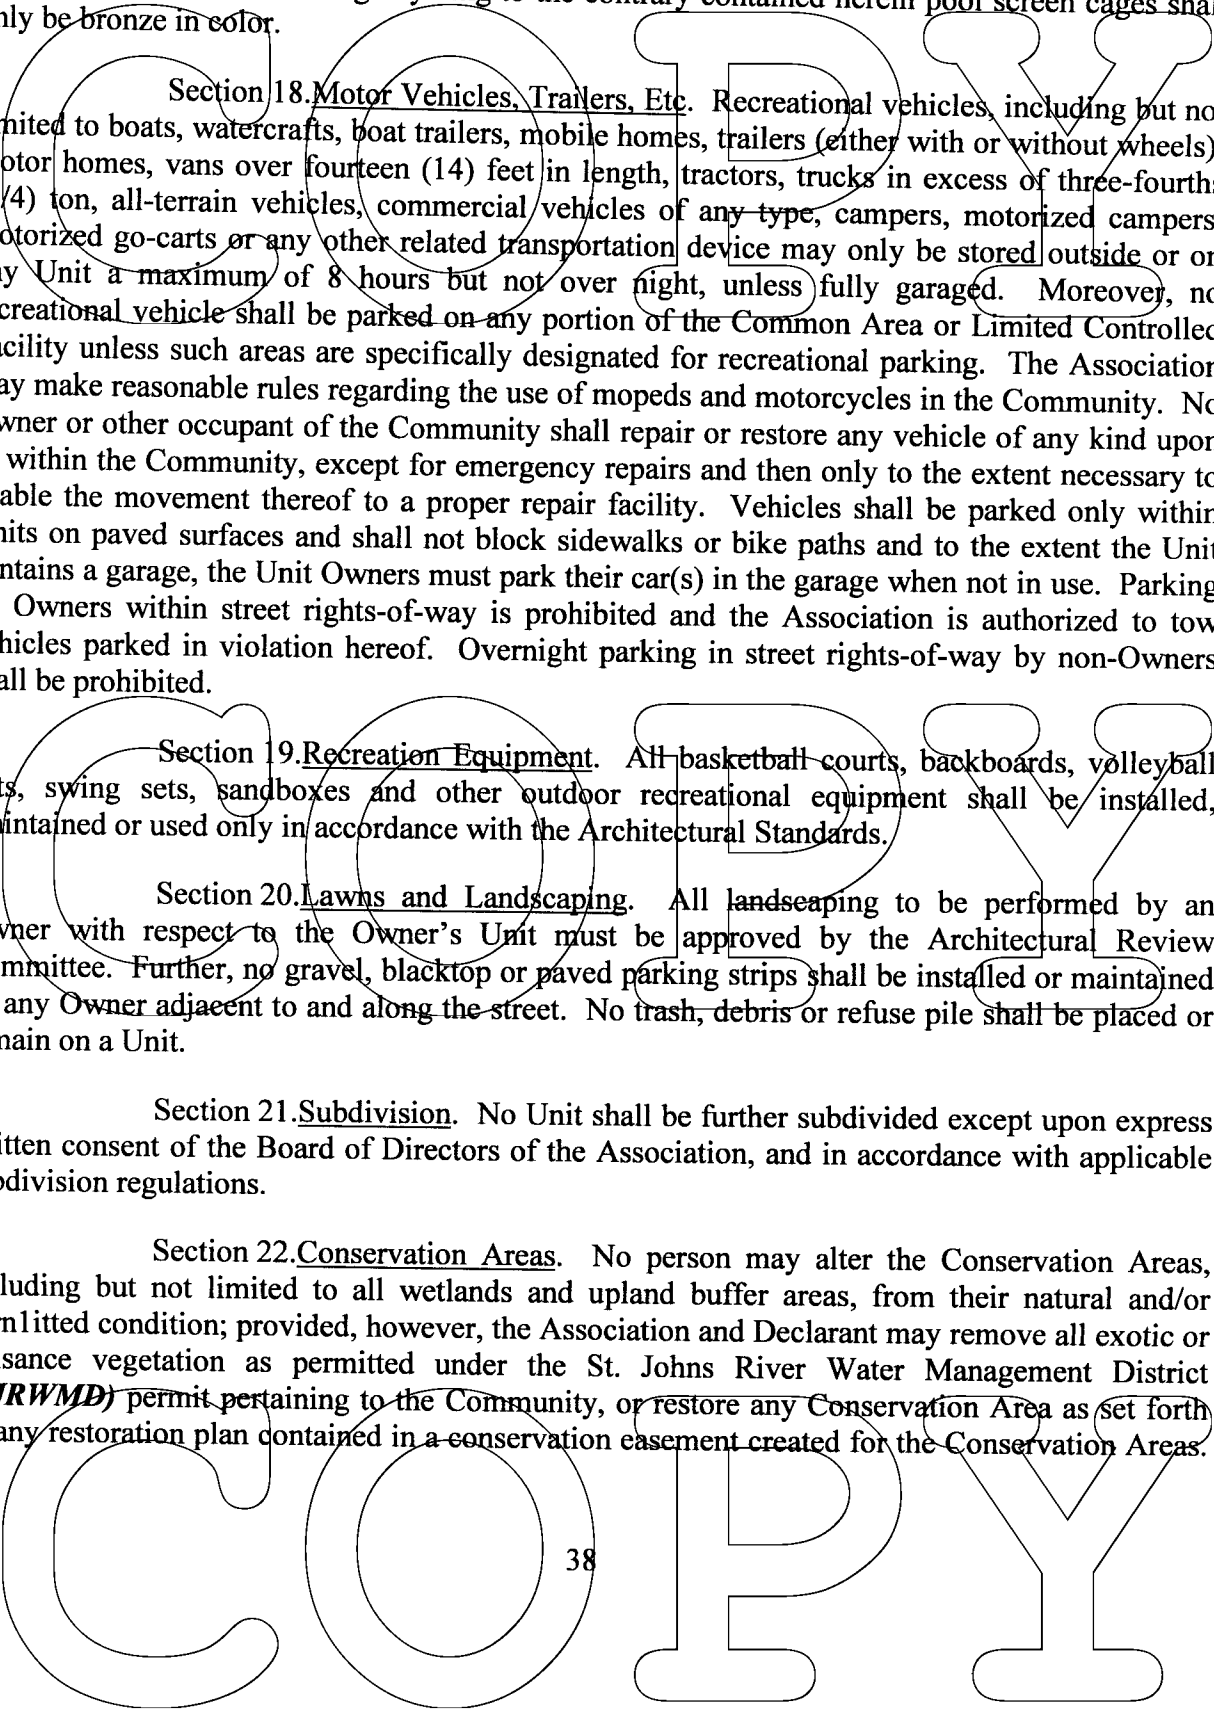 contrary contained herein pool screen cages shal
nly be bronze in color.
Section 18.Motor Vehicles, Trailers, Etc. Recreational vehicles, including but no
nited to boats, watercrafts, boat trailers, mobile homes, trailers (either with or without wheels)
otor homes, vans over fourteen (14) feet in length, tractors, trucks in excess of three-fourth
/4) ton, all-terrain vehicles, commercial vehicles of any type, campers, motorized campers
otorized go-carts or any other related transportation device may only be stored outside or on
ny Unit a maximum of 8 hours but not over night, unless fully garaged. Moreover, no
creational vehicle shall be parked on any portion of the Common Area or Limited Controlled
acility unless such areas are specifically designated for recreational parking. The Association
ay make reasonable rules regarding the use of mopeds and motorcycles in the Community. No
wner or other occupant of the Community shall repair or restore any vehicle of any kind upon
within the Community, except for emergency repairs and then only to the extent necessary to
able the movement thereof to a proper repair facility. Vehicles shall be parked only within
nits on paved surfaces and shall not block sidewalks or bike paths and to the extent the Unit
ntains a garage, the Unit Owners must park their car(s) in the garage when not in use. Parking
Owners within street rights-of-way is prohibited and the Association is authorized to tow
hicles parked in violation hereof. Overnight parking in street rights-of-way by non-Owners
all be prohibited.
Section 19.Recreation Equipment. All basketball courts, backboards, volleyball
ts, swing sets, sandboxes and other outdoor recreational equipment shall be installed,
intained or used only in accordance with the Architectural Standards.
Section 20.Lawns and Landscaping. All landscaping to be performed by an
wner with respect to the Owner's Unit must be approved by the Architectural Review
mmittee. Further, no gravel, blacktop or paved parking strips shall be installed or maintained
any Owner adjacent to and along the street. No trash, debris or refuse pile shall be placed or
main on a Unit.
Section 21.Subdivision. No Unit shall be further subdivided except upon express
itten consent of the Board of Directors of the Association, and in accordance with applicable
bdivision regulations.
Section 22.Conservation Areas. No person may alter the Conservation Areas,
cluding but not limited to all wetlands and upland buffer areas, from their natural and/or
rnlitted condition; provided, however, the Association and Declarant may remove all exotic or
isance vegetation as permitted under the St. Johns River Water Management District
JRWMD) permit pertaining to the Community, or restore any Conservation Area as set forth
any restoration plan contained in a conservation easement created for the Conservation Areas.
38
COPY
COPY
COPY